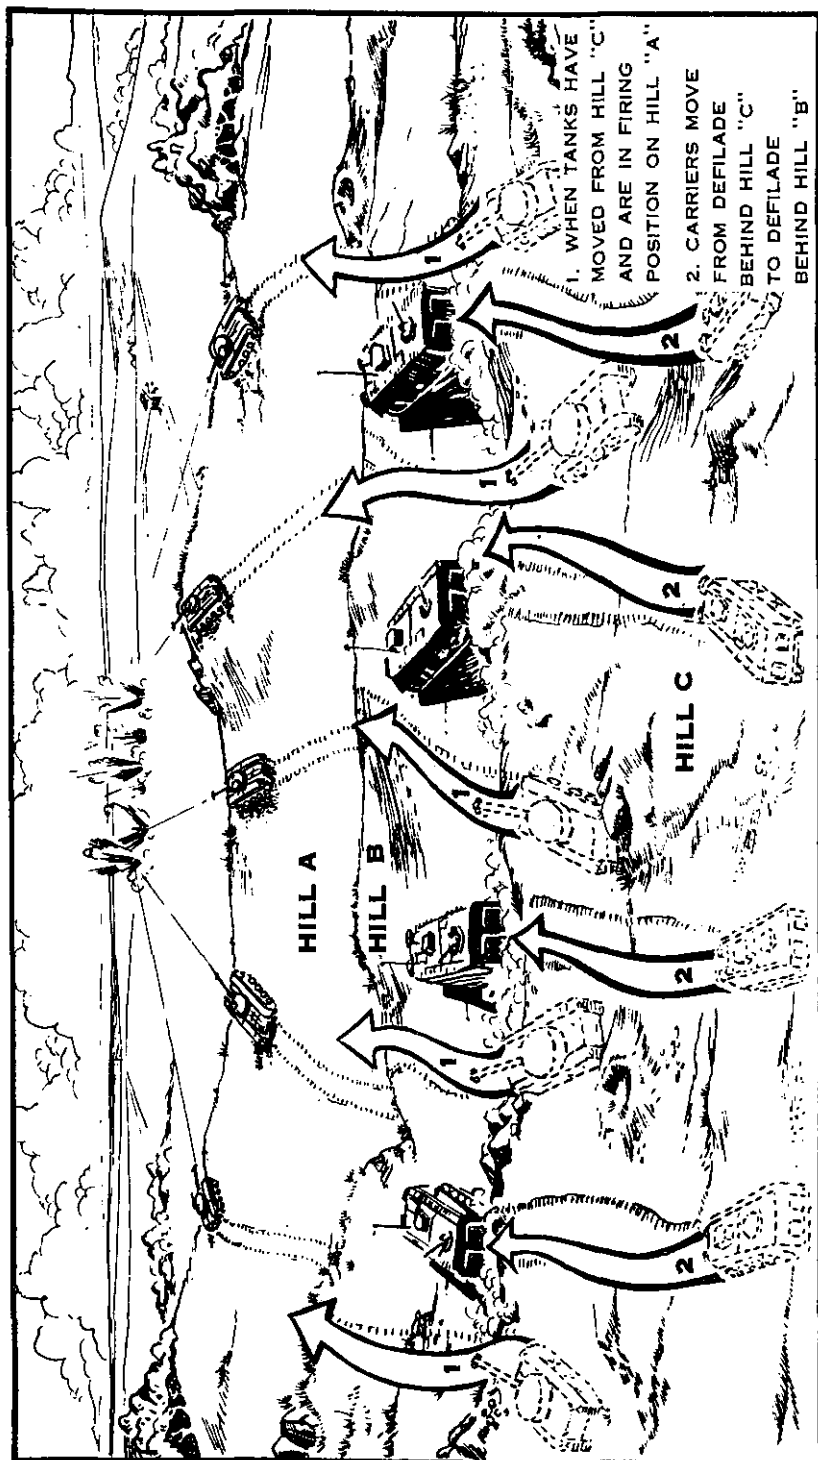 HILL A
HILL B
HILL C
1
1
1
1
1
2
2
2
2
1. WHEN TANKS HAVE
MOVED FROM HILL "C"
AND ARE IN FIRING
POSITION ON HILL "A"
2. CARRIERS MOVE
FROM DEFILADE
BEHIND HILL "C"
TO DEFILADE
BEHIND HILL "B"